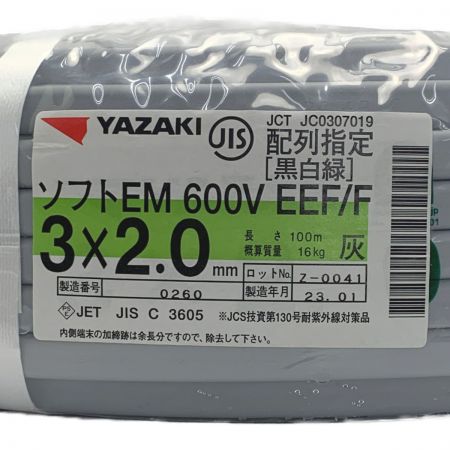 YAZAKI
JIS
JCT JC0307019
配列指定
[黒白緑]
ソフトEM 600V EEF/F
3×2.0mm
長さ 100m
概算質量 16kg
灰
ロットNo. Z-0041
製造番号 0260
製造年月 23.01
JET JIS C 3605
※JCS技資第130号耐紫外線対策品
内側端末の加締跡は余長分ですので、除去して下さい。